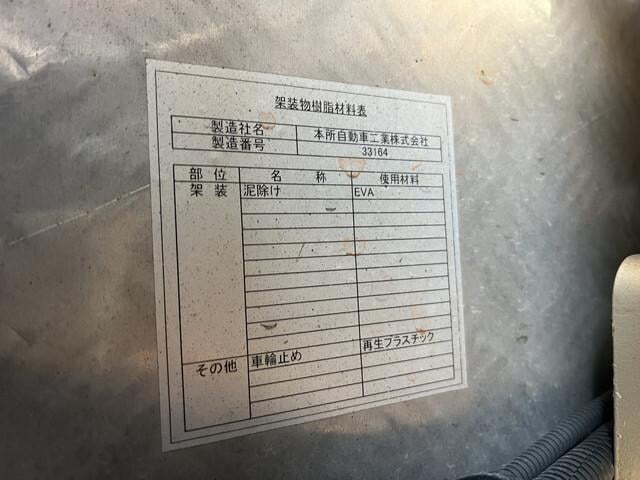 架装物樹脂材料表
製造社名 本所自動車工業株式会社
製造番号 33164
部位 名称 使用材料
架装 泥除け EVA
その他 車輪止め 再生プラスチック